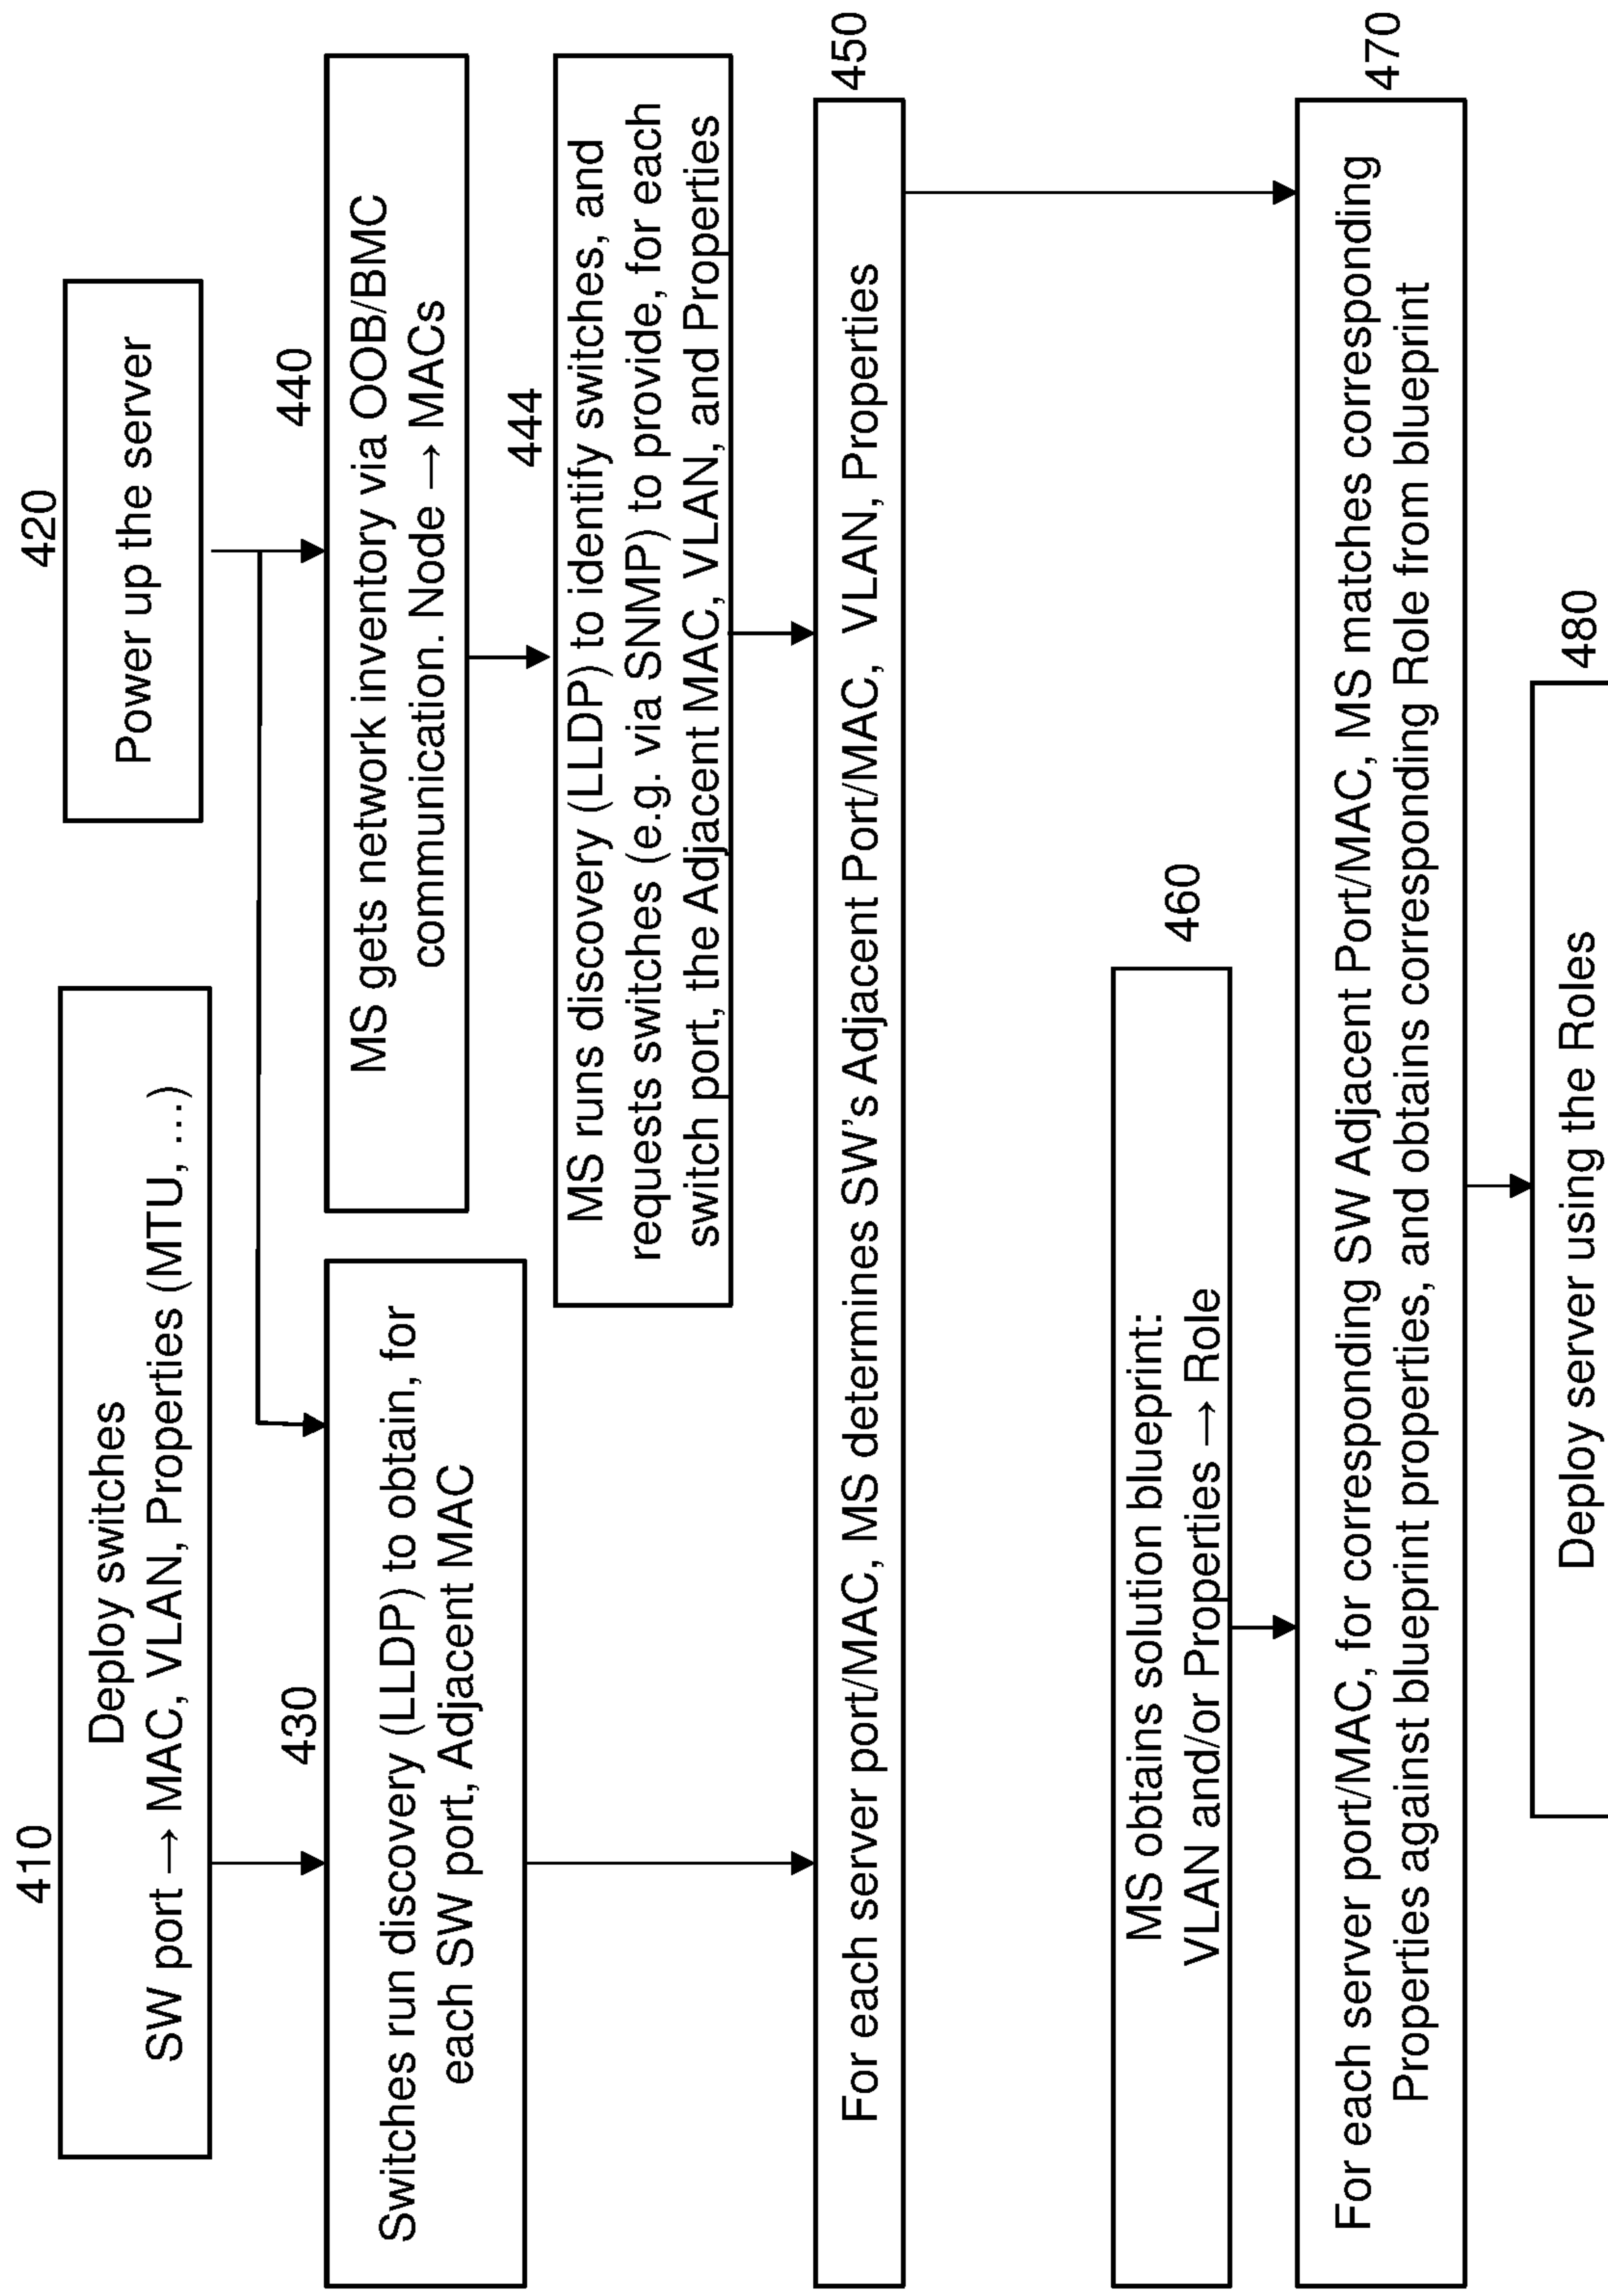 410
Deploy switches
SW port → MAC, VLAN, Properties (MTU, ...)
420
Power up the server
430
Switches run discovery (LLDP) to obtain, for
each SW port, Adjacent MAC
440
MS gets network inventory via OOB/BMC
communication. Node → MACs
444
MS runs discovery (LLDP) to identify switches, and
requests switches (e.g. via SNMP) to provide, for each
switch port, the Adjacent MAC, VLAN, and Properties
450
For each server port/MAC, MS determines SW's Adjacent Port/MAC, VLAN, Properties
460
MS obtains solution blueprint:
VLAN and/or Properties → Role
470
For each server port/MAC, for corresponding SW Adjacent Port/MAC, MS matches corresponding
Properties against blueprint properties, and obtains corresponding Role from blueprint
480
Deploy server using the Roles